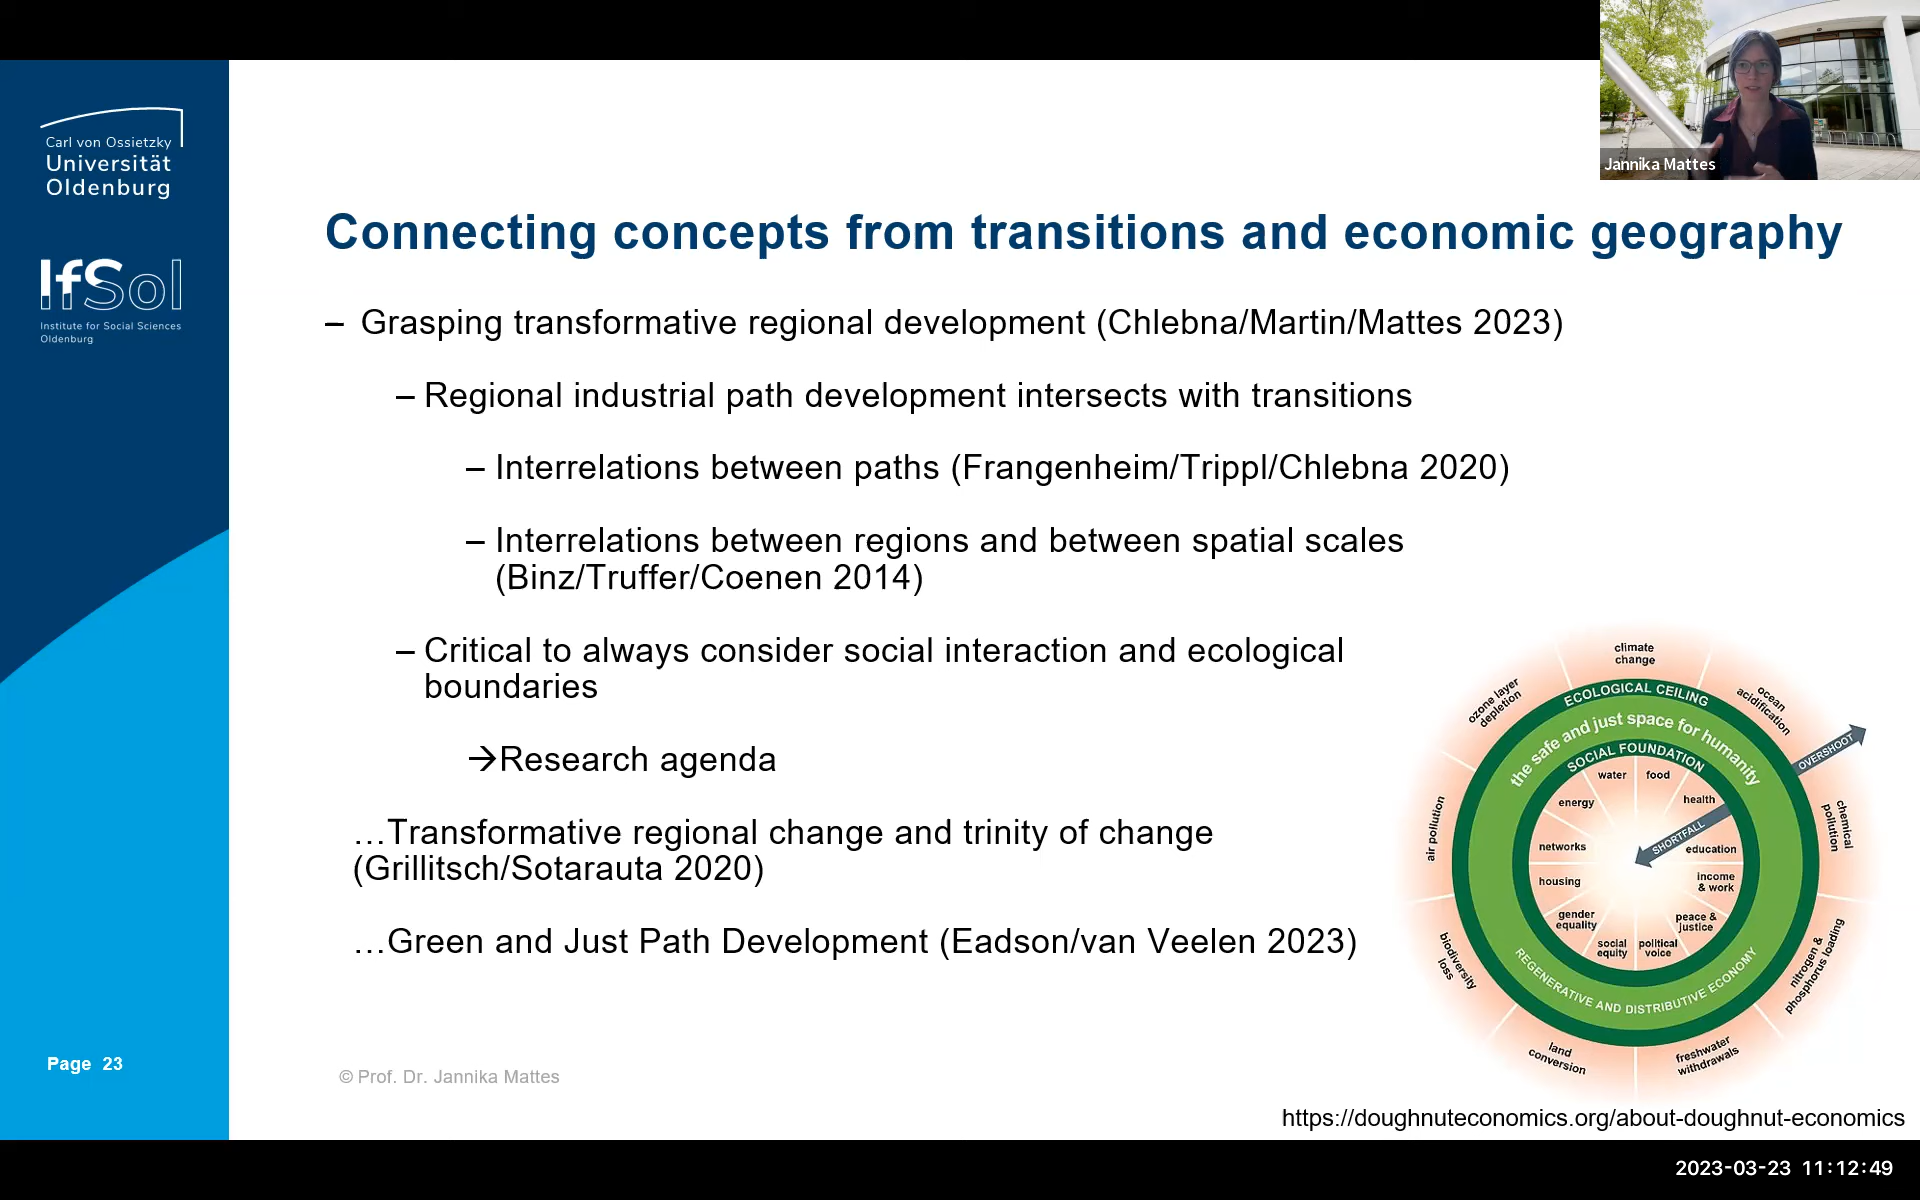 Jannika Mattes
Carl von Ossietzky
Universität
Oldenburg
IfSol
Institute for Social Sciences
Oldenburg
Connecting concepts from transitions and economic geography
– Grasping transformative regional development (Chlebna/Martin/Mattes 2023)
– Regional industrial path development intersects with transitions
– Interrelations between paths (Frangenheim/Trippl/Chlebna 2020)
– Interrelations between regions and between spatial scales
(Binz/Truffer/Coenen 2014)
– Critical to always consider social interaction and ecological
boundaries
→Research agenda
…Transformative regional change and trinity of change
(Grillitsch/Sotarauta 2020)
…Green and Just Path Development (Eadson/van Veelen 2023)
climate
change
ozone layer
depletion
ocean
acidification
air pollution
chemical
pollution
biodiversity
loss
nitrogen &
phosphorus loading
land
conversion
freshwater
withdrawals
ECOLOGICAL CEILING
the safe and just space for humanity
SOCIAL FOUNDATION
OVERSHOOT
water
food
energy
health
SHORTFALL
networks
education
housing
income
& work
gender
equality
peace &
justice
social
equity
political
voice
REGENERATIVE AND DISTRIBUTIVE ECONOMY
Page 23
© Prof. Dr. Jannika Mattes
https://doughnuteconomics.org/about-doughnut-economics
2023-03-23 11:12:49